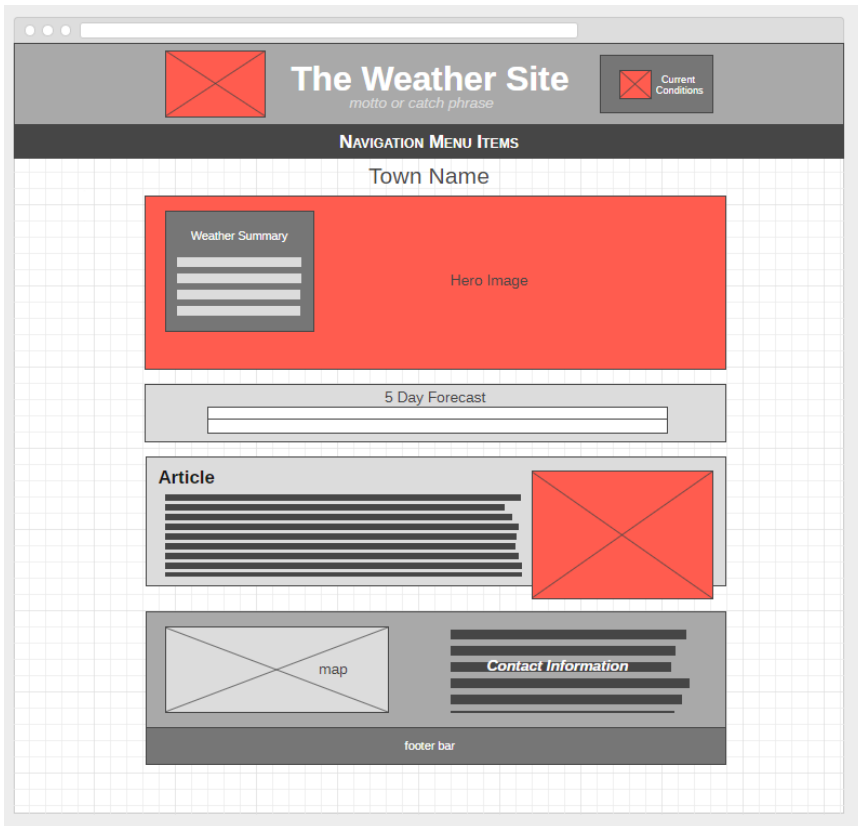 The Weather Site
motto or catch phrase
Current
Conditions
Navigation Menu Items
Town Name
Weather Summary
Hero Image
5 Day Forecast
Article
map
Contact Information
footer bar